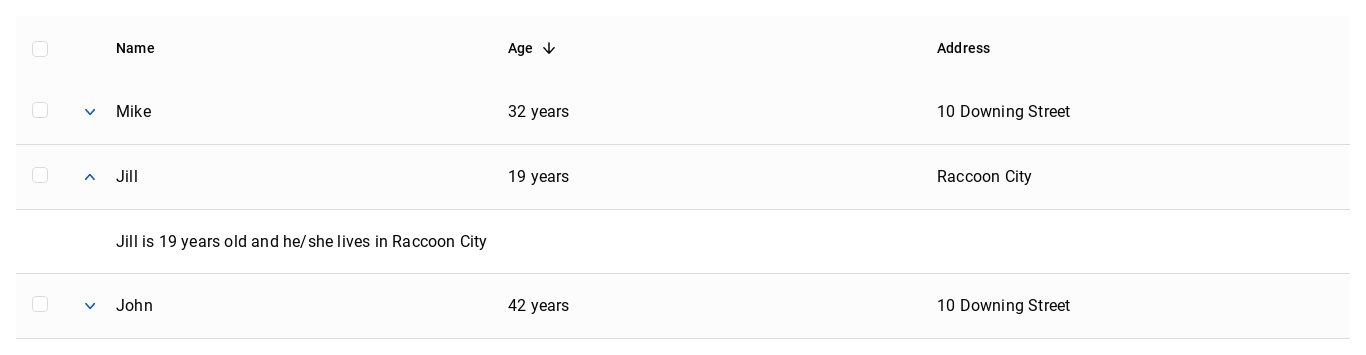 Name Age Address
Mike 32 years 10 Downing Street
Jill 19 years Raccoon City
Jill is 19 years old and he/she lives in Raccoon City
John 42 years 10 Downing Street